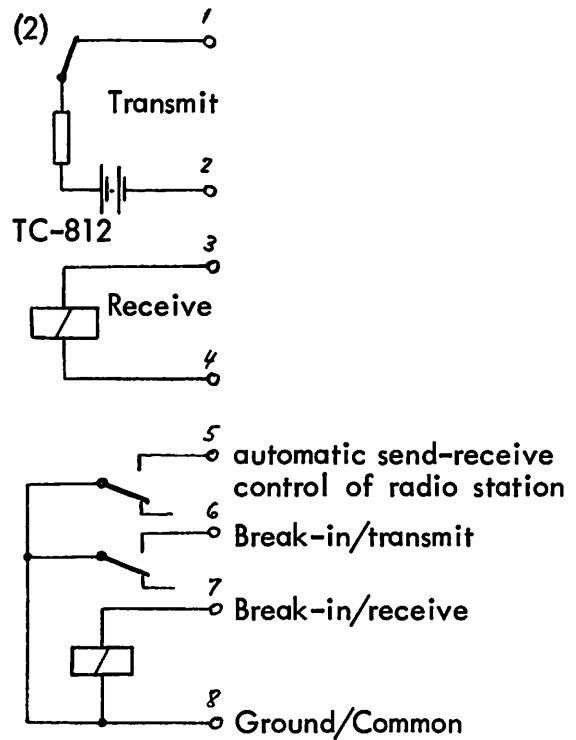 (2)
1
Transmit
2
TC-812
3
Receive
4
5
automatic send-receive
control of radio station
6
Break-in/transmit
7
Break-in/receive
8
Ground/Common